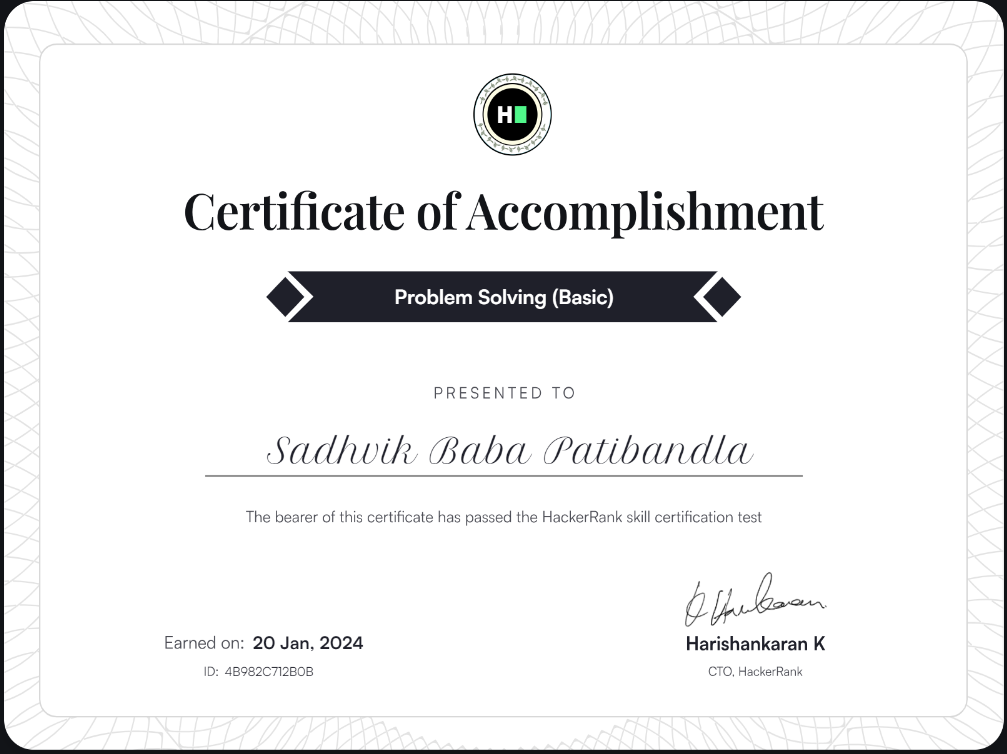 H
Certificate of Accomplishment
Problem Solving (Basic)
PRESENTED TO
Sadhvik Baba Patibandla
The bearer of this certificate has passed the HackerRank skill certification test
Earned on: 20 Jan, 2024
ID: 4B982C712B0B
Harishankaran K
CTO, HackerRank